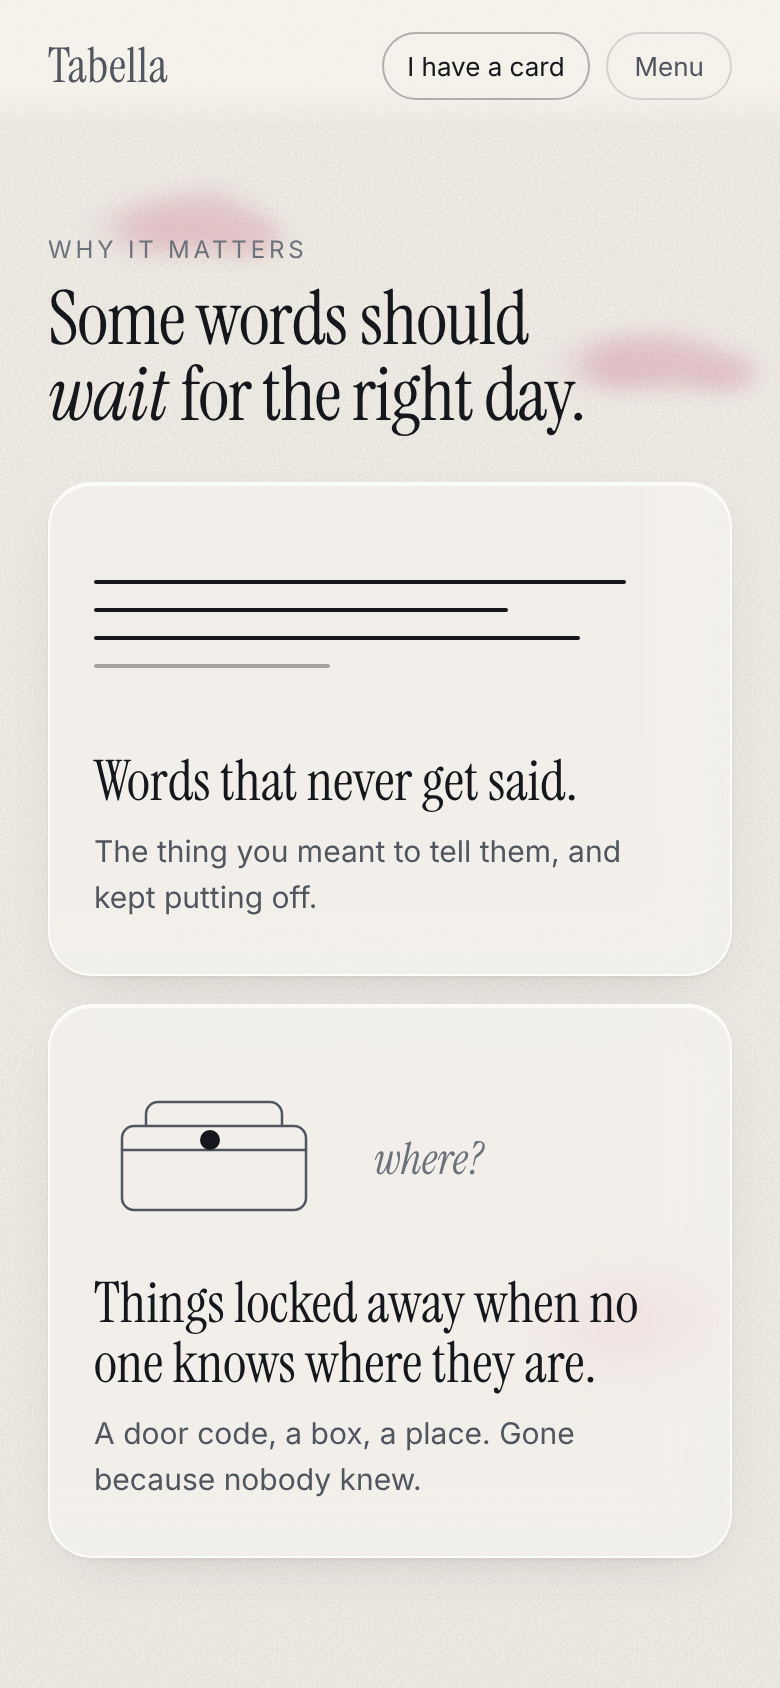 Tabella
I have a card
Menu
WHY IT MATTERS
Some words should
wait for the right day.
Words that never get said.
The thing you meant to tell them, and
kept putting off.
where?
Things locked away when no
one knows where they are.
A door code, a box, a place. Gone
because nobody knew.